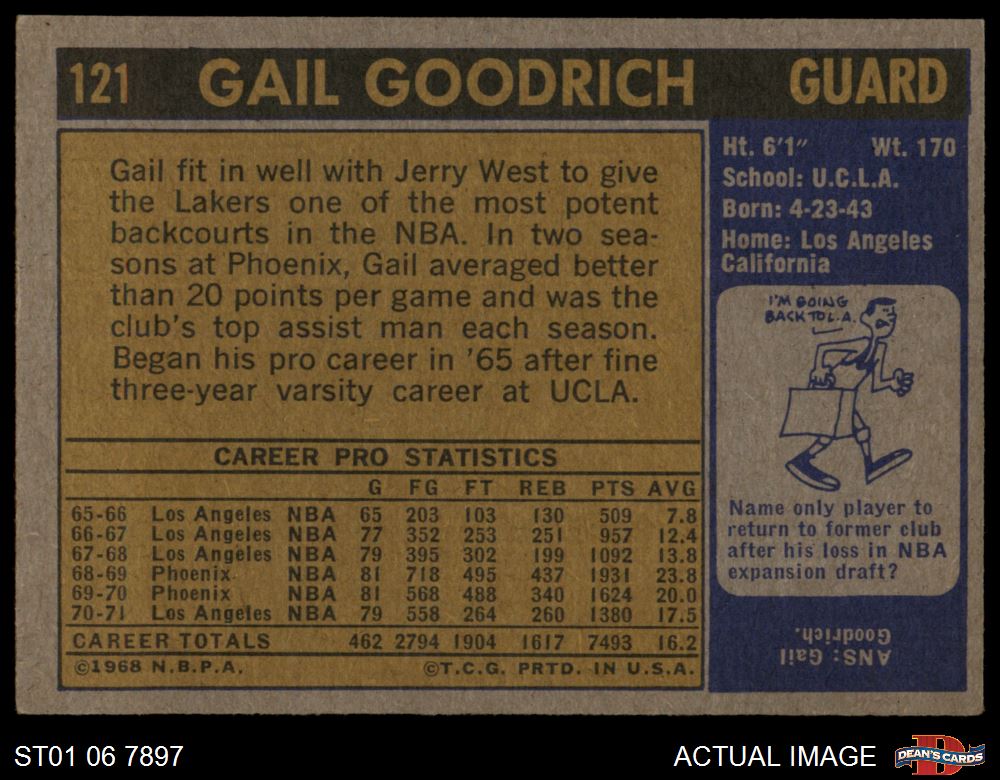 121 GAIL GOODRICH GUARD
Gail fit in well with Jerry West to give
the Lakers one of the most potent
backcourts in the NBA. In two sea-
sons at Phoenix, Gail averaged better
than 20 points per game and was the
club's top assist man each season.
Began his pro career in '65 after fine
three-year varsity career at UCLA.
CAREER PRO STATISTICS
G FG FT REB PTS AVG
65-66 Los Angeles NBA 65 203 103 130 509 7.8
66-67 Los Angeles NBA 77 352 253 251 957 12.4
67-68 Los Angeles NBA 79 395 302 199 1092 13.8
68-69 Phoenix NBA 81 718 495 437 1931 23.8
69-70 Phoenix NBA 81 568 488 340 1624 20.0
70-71 Los Angeles NBA 79 558 264 260 1380 17.5
CAREER TOTALS 462 2794 1904 1617 7493 16.2
©1968 N.B.P.A. ©T.C.G. PRTD. IN U.S.A.
Ht. 6'1" Wt. 170
School: U.C.L.A.
Born: 4-23-43
Home: Los Angeles
California
I'M GOING
BACK TO L.A.
Name only player to
return to former club
after his loss in NBA
expansion draft?
ANS: Gail
Goodrich.
ST01 06 7897
ACTUAL IMAGE
DEAN'S CARDS